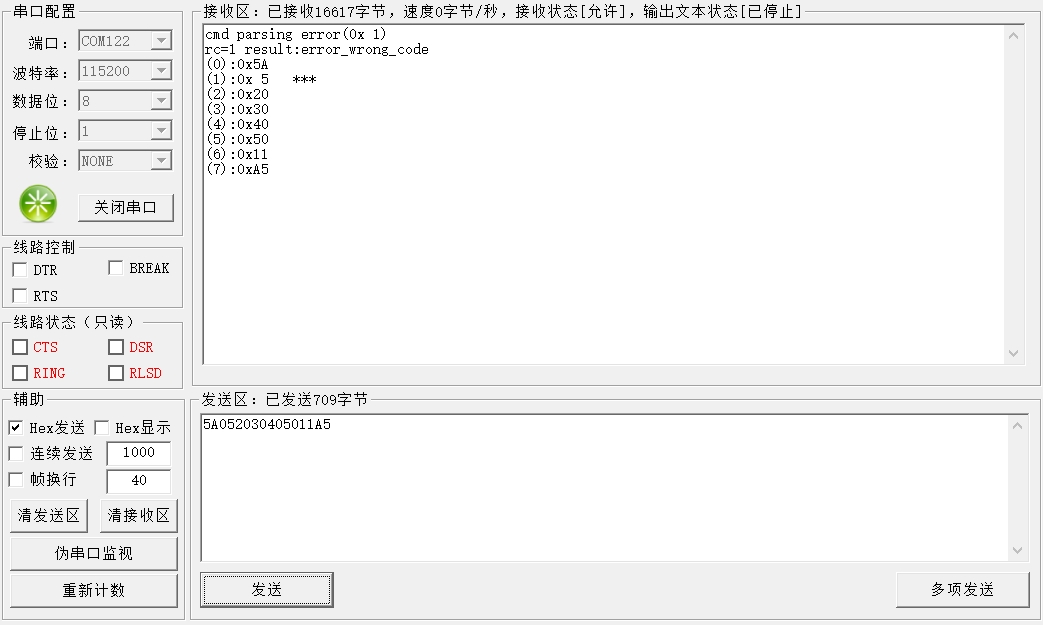 串口配置
端口： COM122
波特率： 115200
数据位： 8
停止位： 1
校验： NONE
关闭串口
线路控制
DTR BREAK
RTS
线路状态（只读）
CTS DSR
RING RLSD
辅助
Hex发送 Hex显示
连续发送 1000
帧换行 40
清发送区 清接收区
伪串口监视
重新计数
接收区：已接收16617字节，速度0字节/秒，接收状态[允许]，输出文本状态[已停止]
cmd parsing error(0x 1)
rc=1 result:error_wrong_code
(0):0x5A
(1):0x 5   ***
(2):0x20
(3):0x30
(4):0x40
(5):0x50
(6):0x11
(7):0xA5
发送区：已发送709字节
5A052030405011A5
发送 多项发送